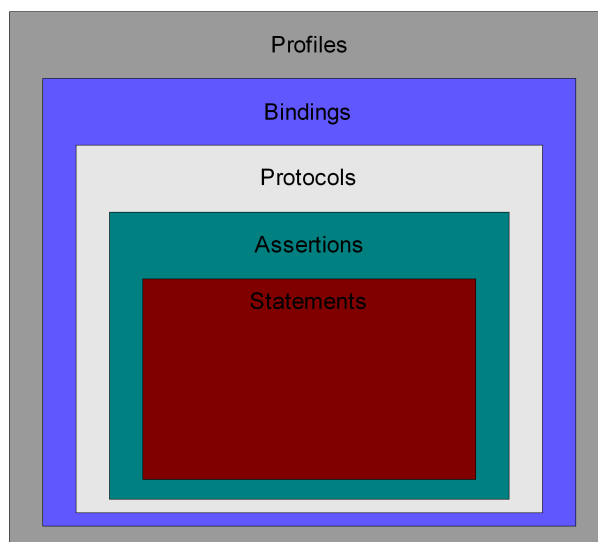 Profiles
Bindings
Protocols
Assertions
Statements